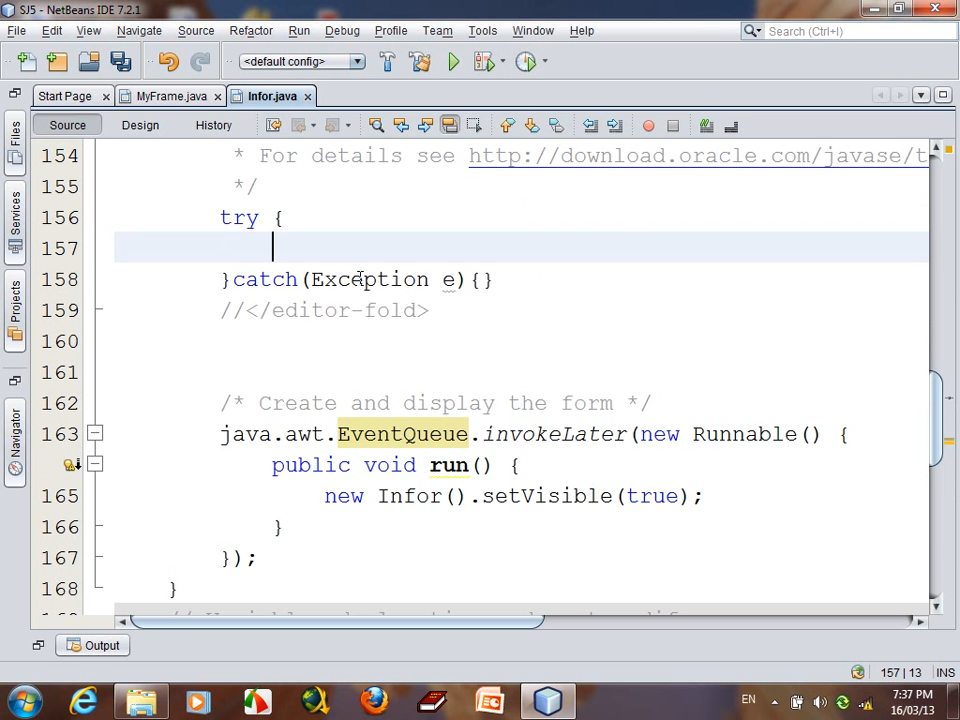 SJ5 - NetBeans IDE 7.2.1
File Edit View Navigate Source Refactor Run Debug Profile Team Tools Window Help
Search (Ctrl+I)
<default config>
Start Page MyFrame.java Infor.java
Source Design History
Files
Services
Projects
Navigator
154 * For details see http://download.oracle.com/javase/t
155 */
156 try {
157
158 }catch(Exception e){}
159 //</editor-fold>
160
161
162 /* Create and display the form */
163 java.awt.EventQueue.invokeLater(new Runnable() {
public void run() {
165 new Infor().setVisible(true);
166 }
167 });
168 }
Output
157 | 13 INS
EN
7:37 PM
16/03/13